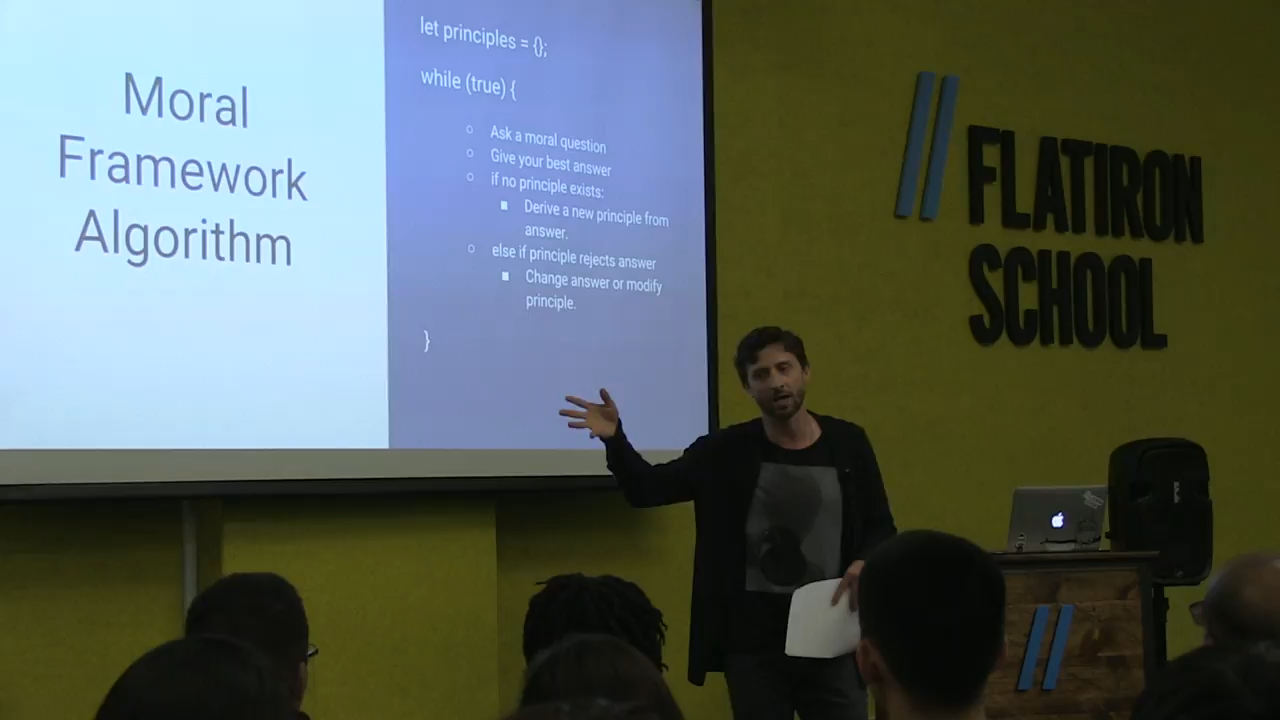 Moral
Framework
Algorithm
let principles = {};
while (true) {
○ Ask a moral question
○ Give your best answer
○ if no principle exists:
■ Derive a new principle from
answer.
○ else if principle rejects answer
■ Change answer or modify
principle.
}
// FLATIRON
SCHOOL